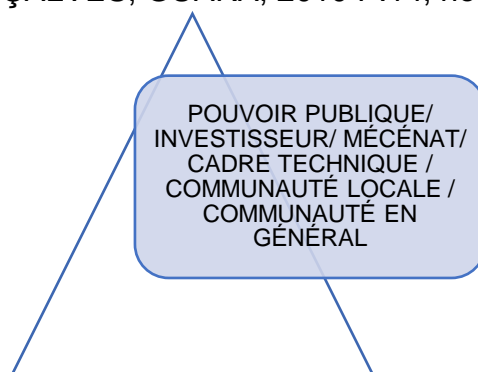 POUVOIR PUBLIQUE/
INVESTISSEUR/ MÉCÉNAT/
CADRE TECHNIQUE /
COMMUNAUTÉ LOCALE /
COMMUNAUTÉ EN
GÉNÉRAL